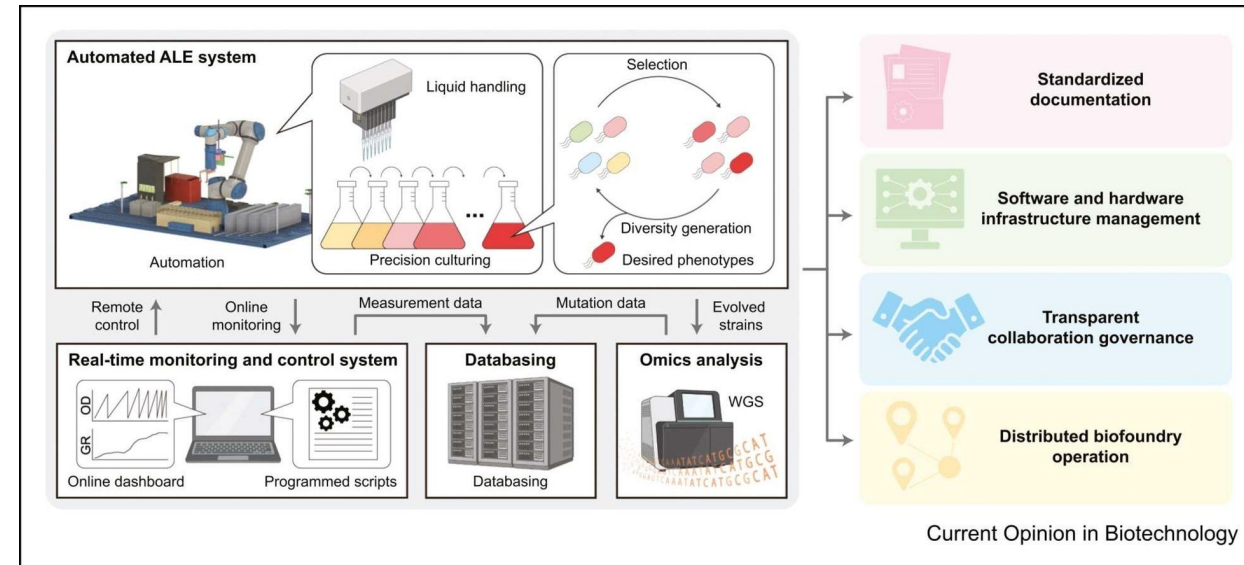 Automated ALE system
Liquid handling
Automation
Precision culturing
...
Selection
Diversity generation
Desired phenotypes
Remote
control
Online
monitoring
Measurement data
Mutation data
Evolved
strains
Real-time monitoring and control system
OD
GR
Online dashboard
Programmed scripts
Databasing
Databasing
Omics analysis
WGS
Standardized
documentation
Software and hardware
infrastructure management
Transparent
collaboration governance
Distributed biofoundry
operation
Current Opinion in Biotechnology